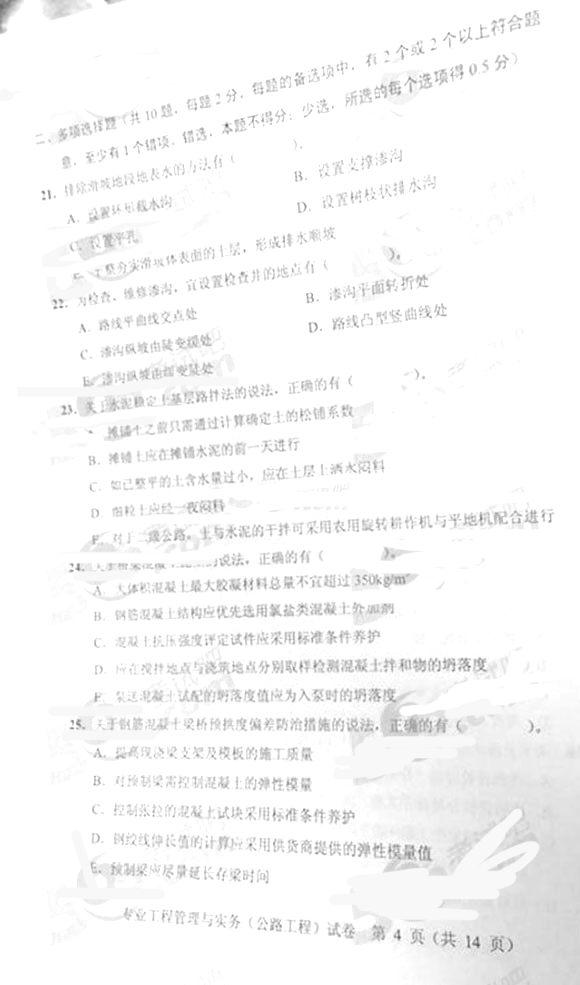 二、多项选择题（共 10 题，每题 2 分，每题的备选项中，有 2 个或 2 个以上符合题
意，至少有 1 个错项。错选，本题不得分；少选，所选的每个选项得 0.5 分）
21. 排除滑坡地段地表水的方法有（ ）。
A. 设置环形截水沟
B. 设置支撑渗沟
C. 设置平孔
D. 设置树枝状排水沟
E. 平整夯实滑坡体表面的土层，形成排水顺坡
22. 为检查、维修渗沟，宜设置检查井的地点有（ ）。
A. 路线平曲线交点处
B. 渗沟平面转折处
C. 渗沟纵坡由陡变缓处
D. 路线凸型竖曲线处
E. 渗沟纵坡由缓变陡处
23. 关于水泥稳定土基层路拌法的说法，正确的有（ ）。
摊铺土之前只需通过计算确定土的松铺系数
B. 摊铺土应在摊铺水泥的前一天进行
C. 如已整平的土含水量过小，应在土层上洒水闷料
D. 细粒土应经一夜闷料
E. 对于二级公路，土与水泥的干拌可采用农用旋转耕作机与平地机配合进行
24. 的说法，正确的有（ ）。
A. 大体积混凝土最大胶凝材料总量不宜超过 350kg/m³
B. 钢筋混凝土结构应优先选用氯盐类混凝土外加剂
C. 混凝土抗压强度评定试件应采用标准条件养护
D. 应在搅拌地点与浇筑地点分别取样检测混凝土拌和物的坍落度
E. 泵送混凝土试配的坍落度值应为入泵时的坍落度
25. 关于钢筋混凝土梁桥预拱度偏差防治措施的说法，正确的有（ ）。
A. 提高现浇梁支架及模板的施工质量
B. 对预制梁需控制混凝土的弹性模量
C. 控制张拉的混凝土试块采用标准条件养护
D. 钢绞线伸长值的计算应采用供货商提供的弹性模量值
E. 预制梁应尽量延长存梁时间
专业工程管理与实务（公路工程）试卷 第 4 页（共 14 页）